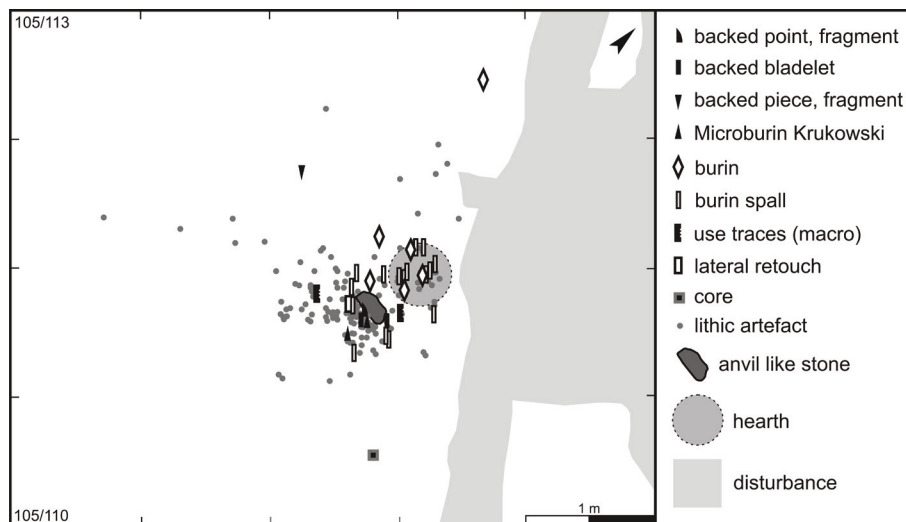 105/113
backed point, fragment
backed bladelet
backed piece, fragment
Microburin Krukowski
burin
burin spall
use traces (macro)
lateral retouch
core
lithic artefact
anvil like stone
hearth
disturbance
105/110
1 m